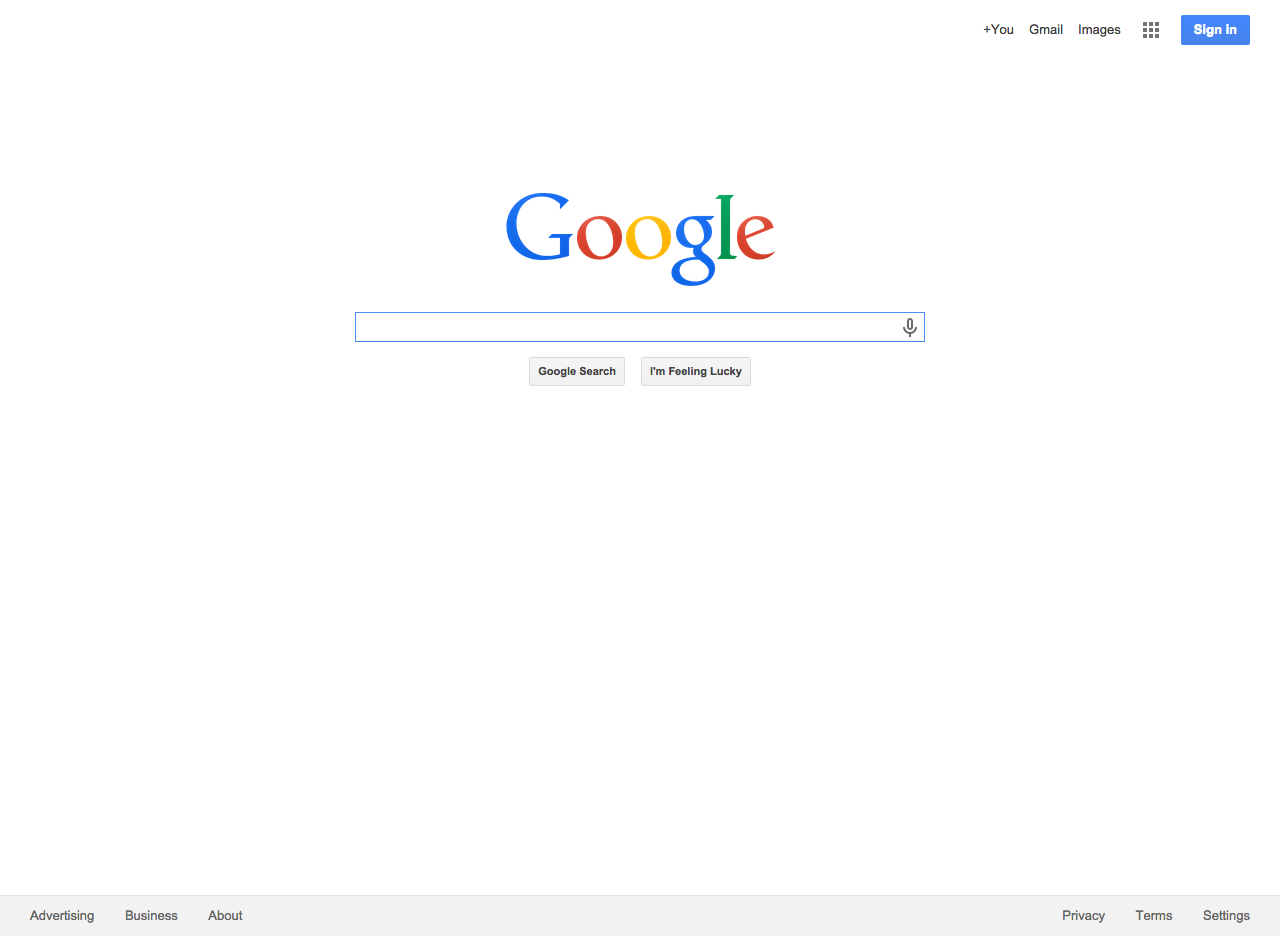 +You Gmail Images Sign in
Google
Google Search I'm Feeling Lucky
Advertising Business About Privacy Terms Settings